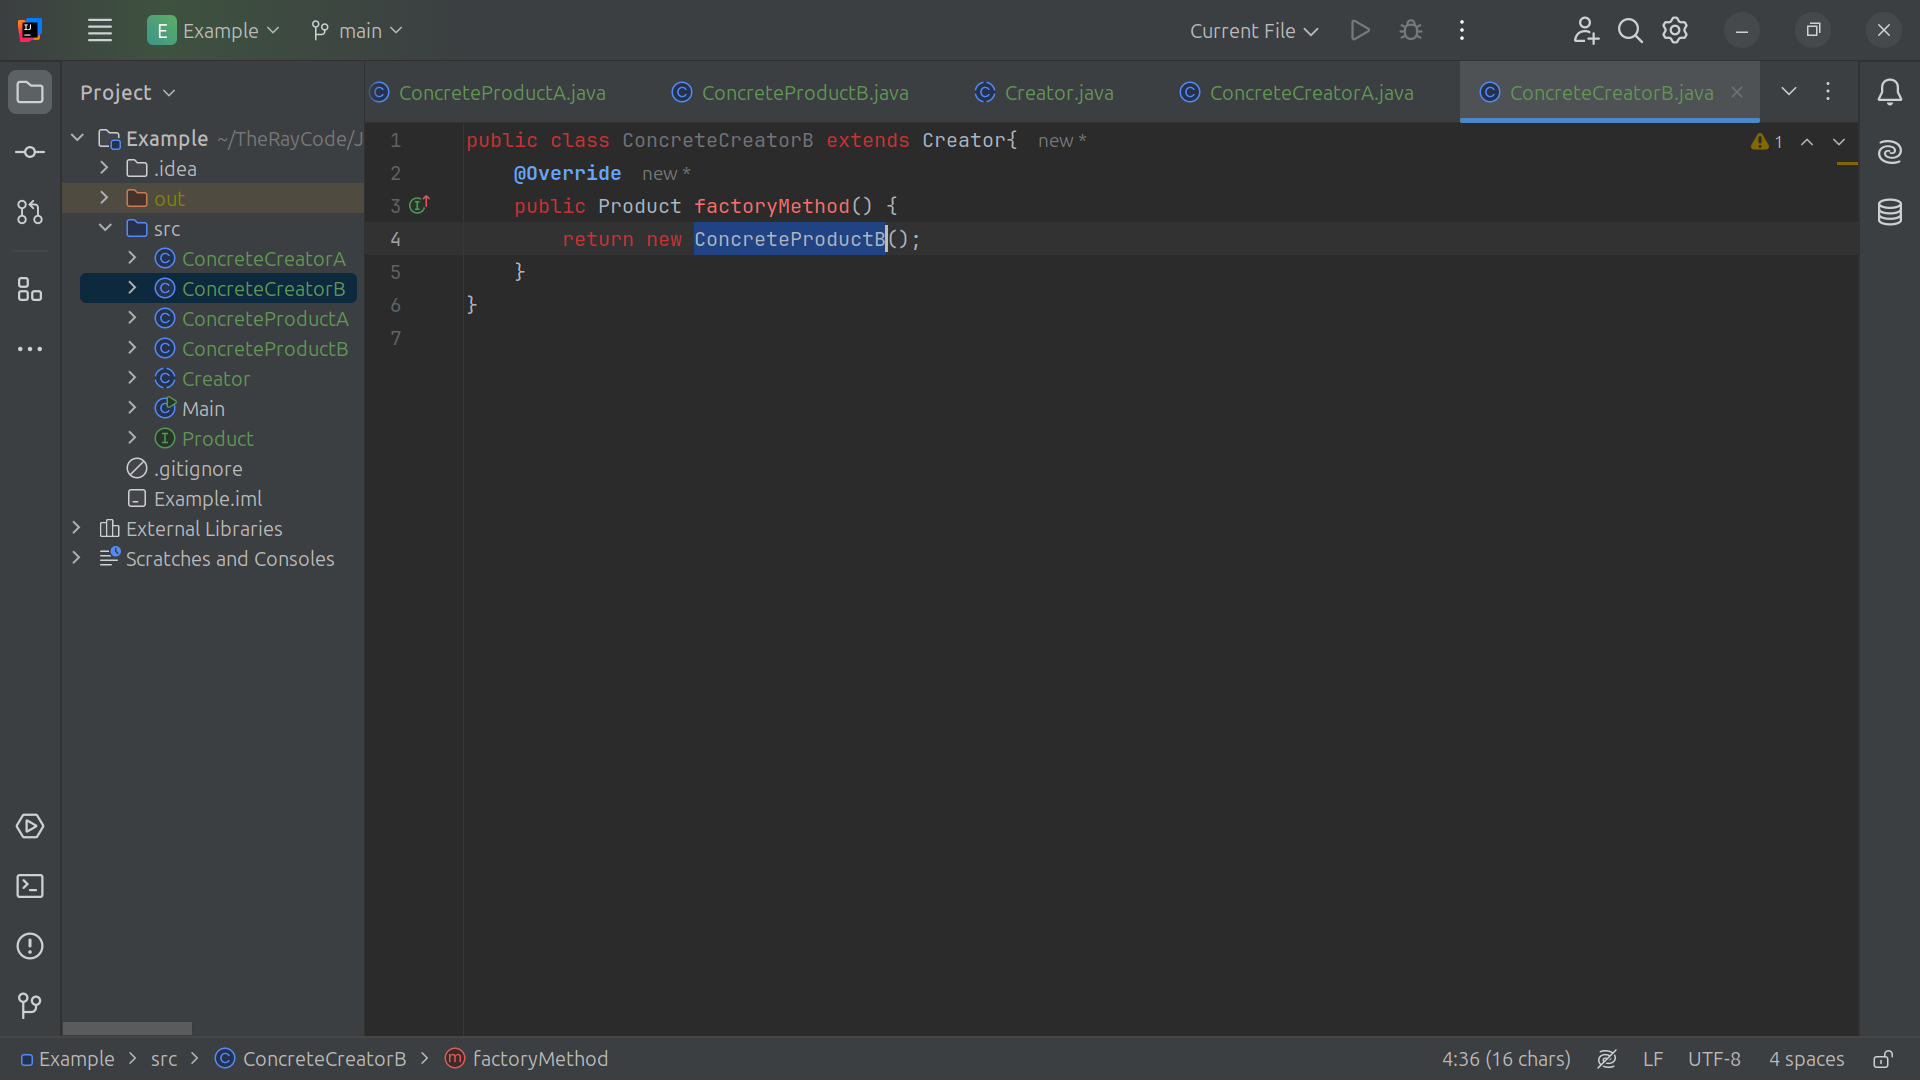 E Example main Current File
Project
ConcreteProductA.java ConcreteProductB.java Creator.java ConcreteCreatorA.java ConcreteCreatorB.java
Example ~/TheRayCode/J
.idea
out
src
ConcreteCreatorA
ConcreteCreatorB
ConcreteProductA
ConcreteProductB
Creator
Main
Product
.gitignore
Example.iml
External Libraries
Scratches and Consoles
1 public class ConcreteCreatorB extends Creator{ new *
2 @Override new *
3 public Product factoryMethod() {
4 return new ConcreteProductB();
5 }
6 }
7
1
Example src ConcreteCreatorB factoryMethod
4:36 (16 chars) LF UTF-8 4 spaces